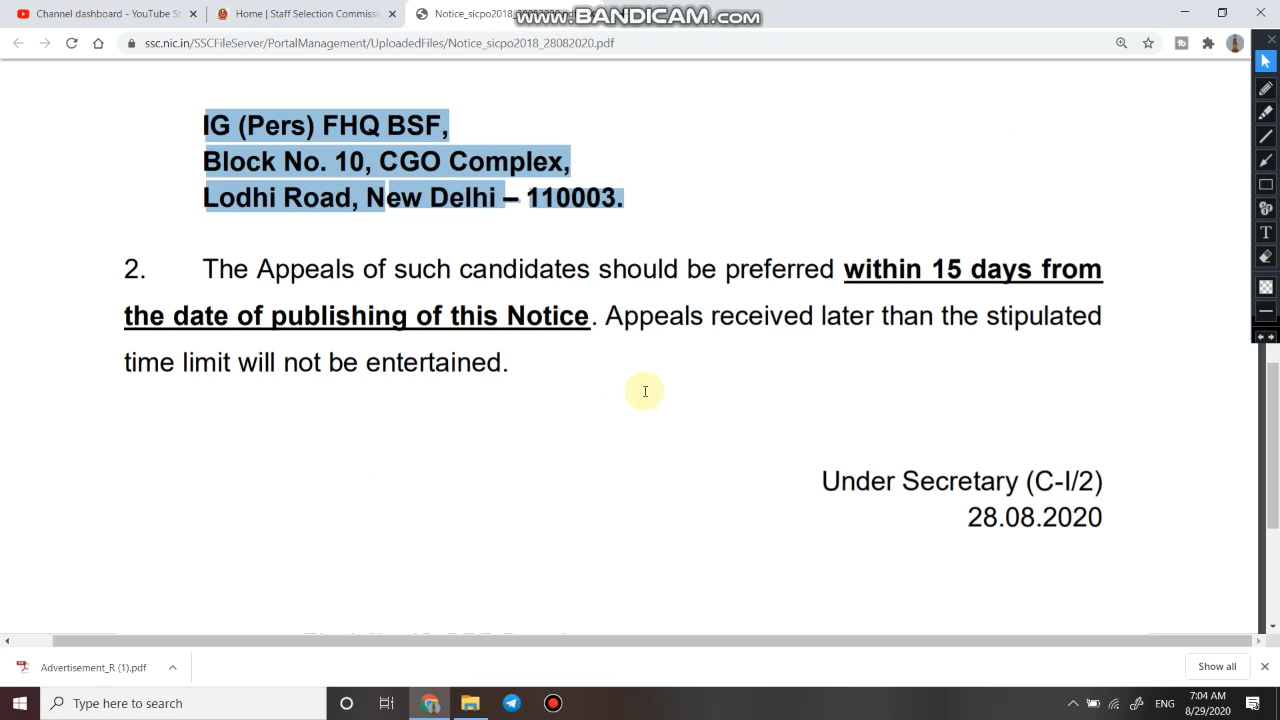 Channel dashboard - YouTube St
Home | Staff Selection Commissi
Notice_sicpo2018_28082020.pdf
www.BANDICAM.com
ssc.nic.in/SSCFileServer/PortalManagement/UploadedFiles/Notice_sicpo2018_28082020.pdf
IG (Pers) FHQ BSF,
Block No. 10, CGO Complex,
Lodhi Road, New Delhi – 110003.
2. The Appeals of such candidates should be preferred within 15 days from
the date of publishing of this Notice. Appeals received later than the stipulated
time limit will not be entertained.
Under Secretary (C-I/2)
28.08.2020
Advertisement_R (1).pdf
Show all
Type here to search
ENG
7:04 AM
8/29/2020